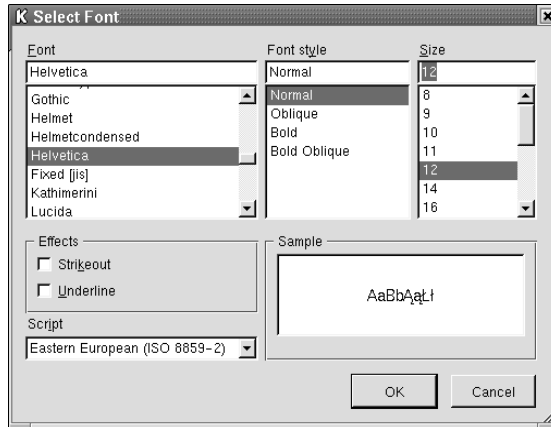 K Select Font
Font
Helvetica
Gothic
Helmet
Helmetcondensed
Helvetica
Fixed [jis]
Kathimerini
Lucida
Font style
Normal
Normal
Oblique
Bold
Bold Oblique
Size
12
8
9
10
11
12
14
16
Effects
Strikeout
Underline
Script
Eastern European (ISO 8859-2)
Sample
AaBbĄąŁł
OK
Cancel